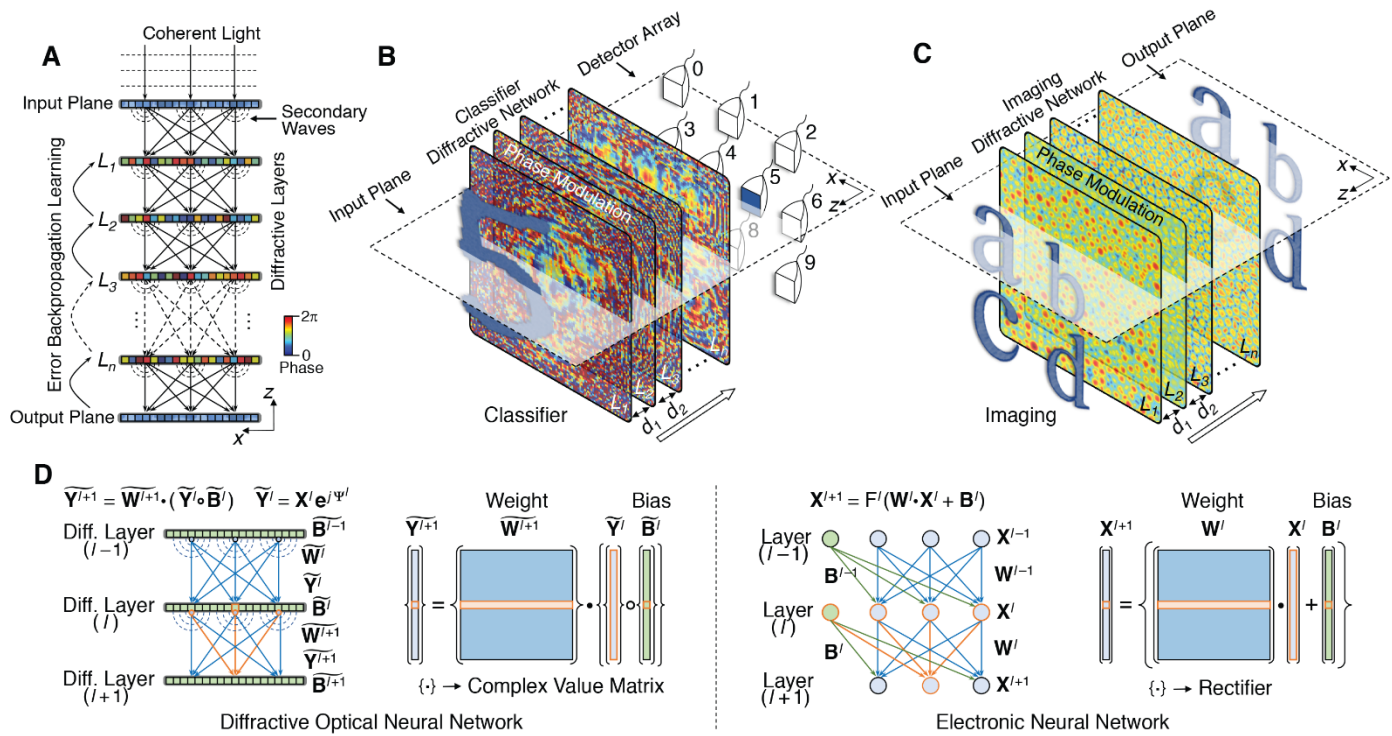 A
Coherent Light
Input Plane
Secondary
Waves
Error Backpropagation Learning
L1
L2
L3
Ln
Diffractive Layers
2π
0
Phase
Output Plane
z
x
B
Detector Array
Classifier
Diffractive Network
Input Plane
Phase Modulation
0
1
2
3
4
5
6
8
9
x
z
d1
d2
Classifier
C
Output Plane
Imaging
Diffractive Network
Input Plane
Phase Modulation
a
b
d
a
b
c
d
x
z
L1
L2
L3
Ln
d1
d2
Imaging
D
Ỹˡ⁺¹ = W̃ˡ⁺¹•(Ỹˡ∘B̃ˡ) Ỹˡ = Xˡ e^jΨˡ
Diff. Layer
(l−1)
Diff. Layer
(l)
Diff. Layer
(l+1)
B̃ˡ⁻¹
W̃ˡ
Ỹˡ
B̃ˡ
W̃ˡ⁺¹
Ỹˡ⁺¹
B̃ˡ⁺¹
Weight Bias
Ỹˡ⁺¹ W̃ˡ⁺¹ Ỹˡ B̃ˡ
{ } = { } • { ∘ }
{·} → Complex Value Matrix
Diffractive Optical Neural Network
Xˡ⁺¹ = Fˡ(Wˡ•Xˡ + Bˡ)
Layer
(l−1)
Layer
(l)
Layer
(l+1)
Bˡ⁻¹
Bˡ
Xˡ⁻¹
Wˡ⁻¹
Xˡ
Wˡ
Xˡ⁺¹
Weight Bias
Xˡ⁺¹ Wˡ Xˡ Bˡ
{ } = { • + }
{·} → Rectifier
Electronic Neural Network